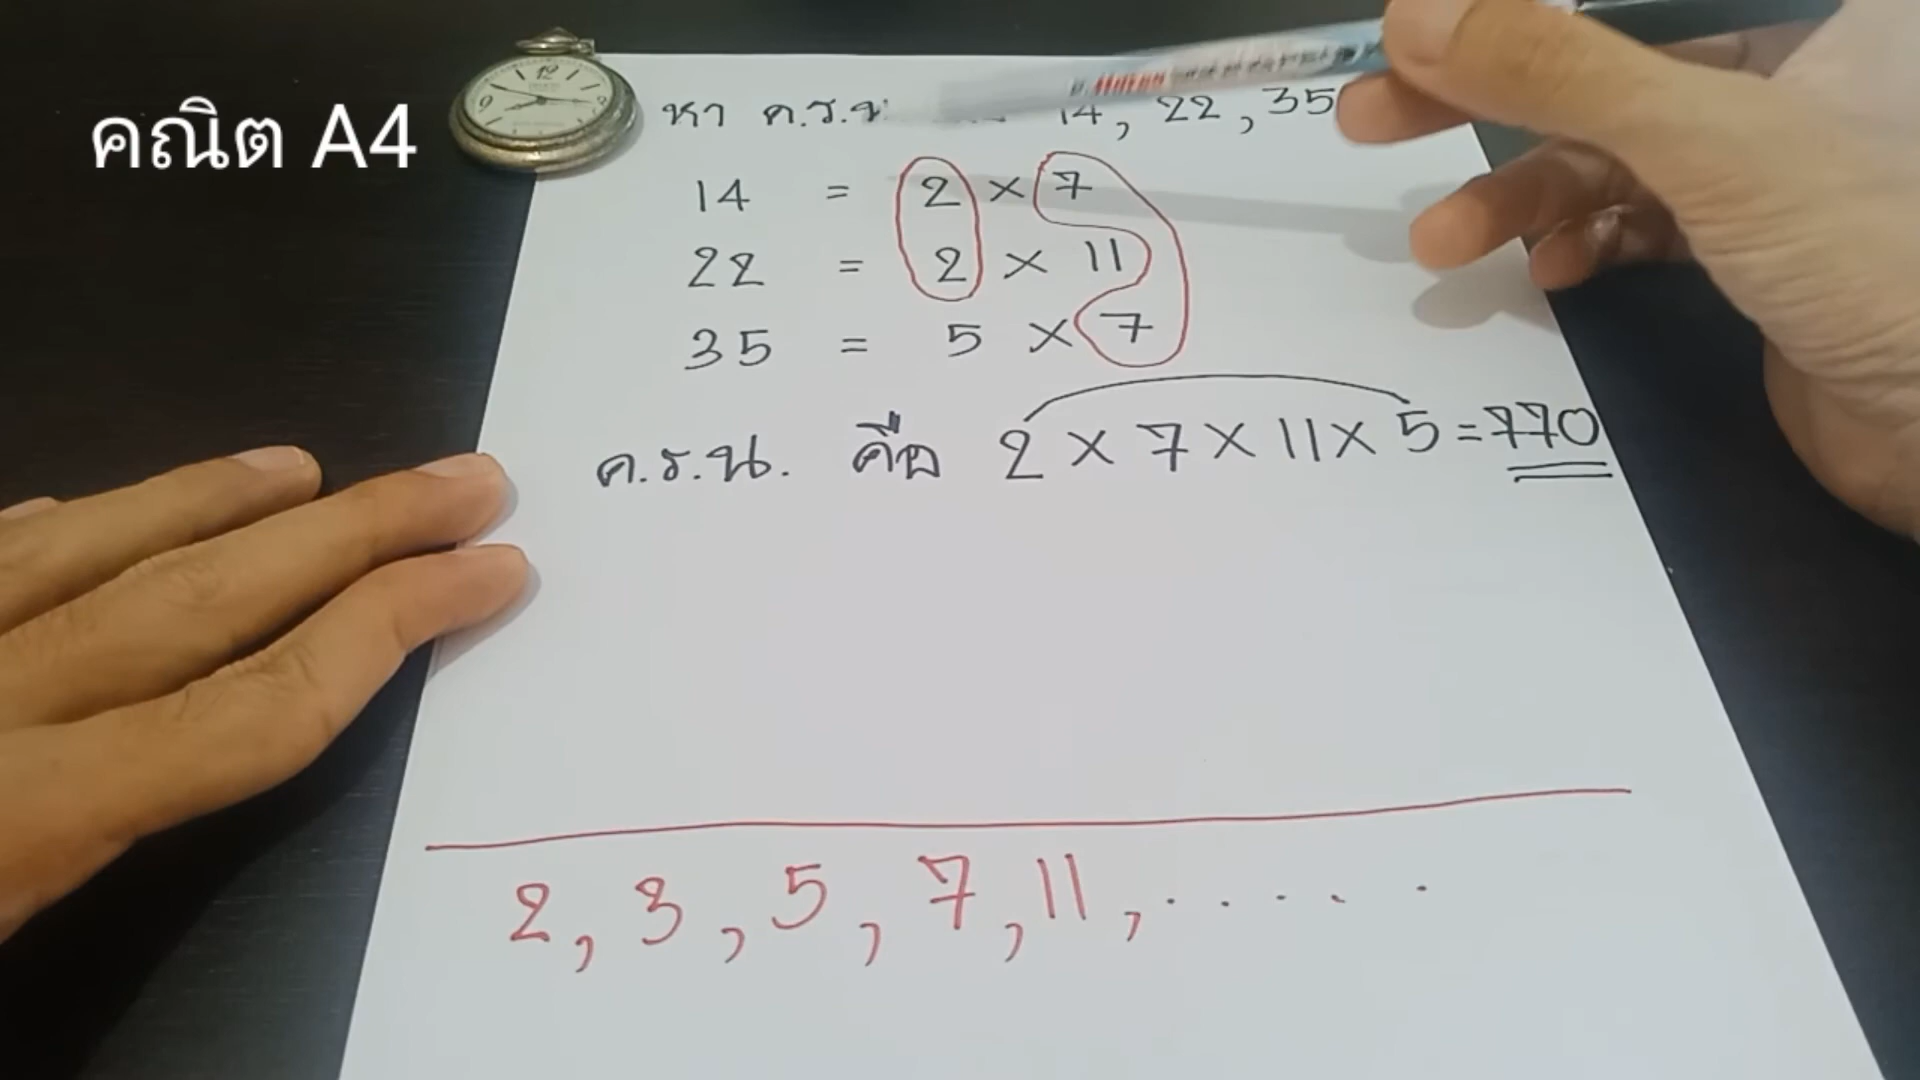 คณิต A4
หา ค.ร.น 14, 22, 35
14 = 2 × 7
22 = 2 × 11
35 = 5 × 7
ค.ร.น. คือ 2 × 7 × 11 × 5 = 770
2, 3, 5, 7, 11, . . . . .